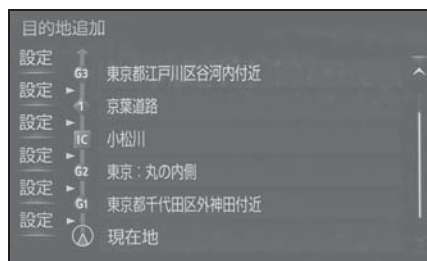 目的地追加
設定
G3 東京都江戸川区谷河内付近
設定
1 京葉道路
設定
IC 小松川
設定
G2 東京：丸の内側
設定
G1 東京都千代田区外神田付近
設定
現在地